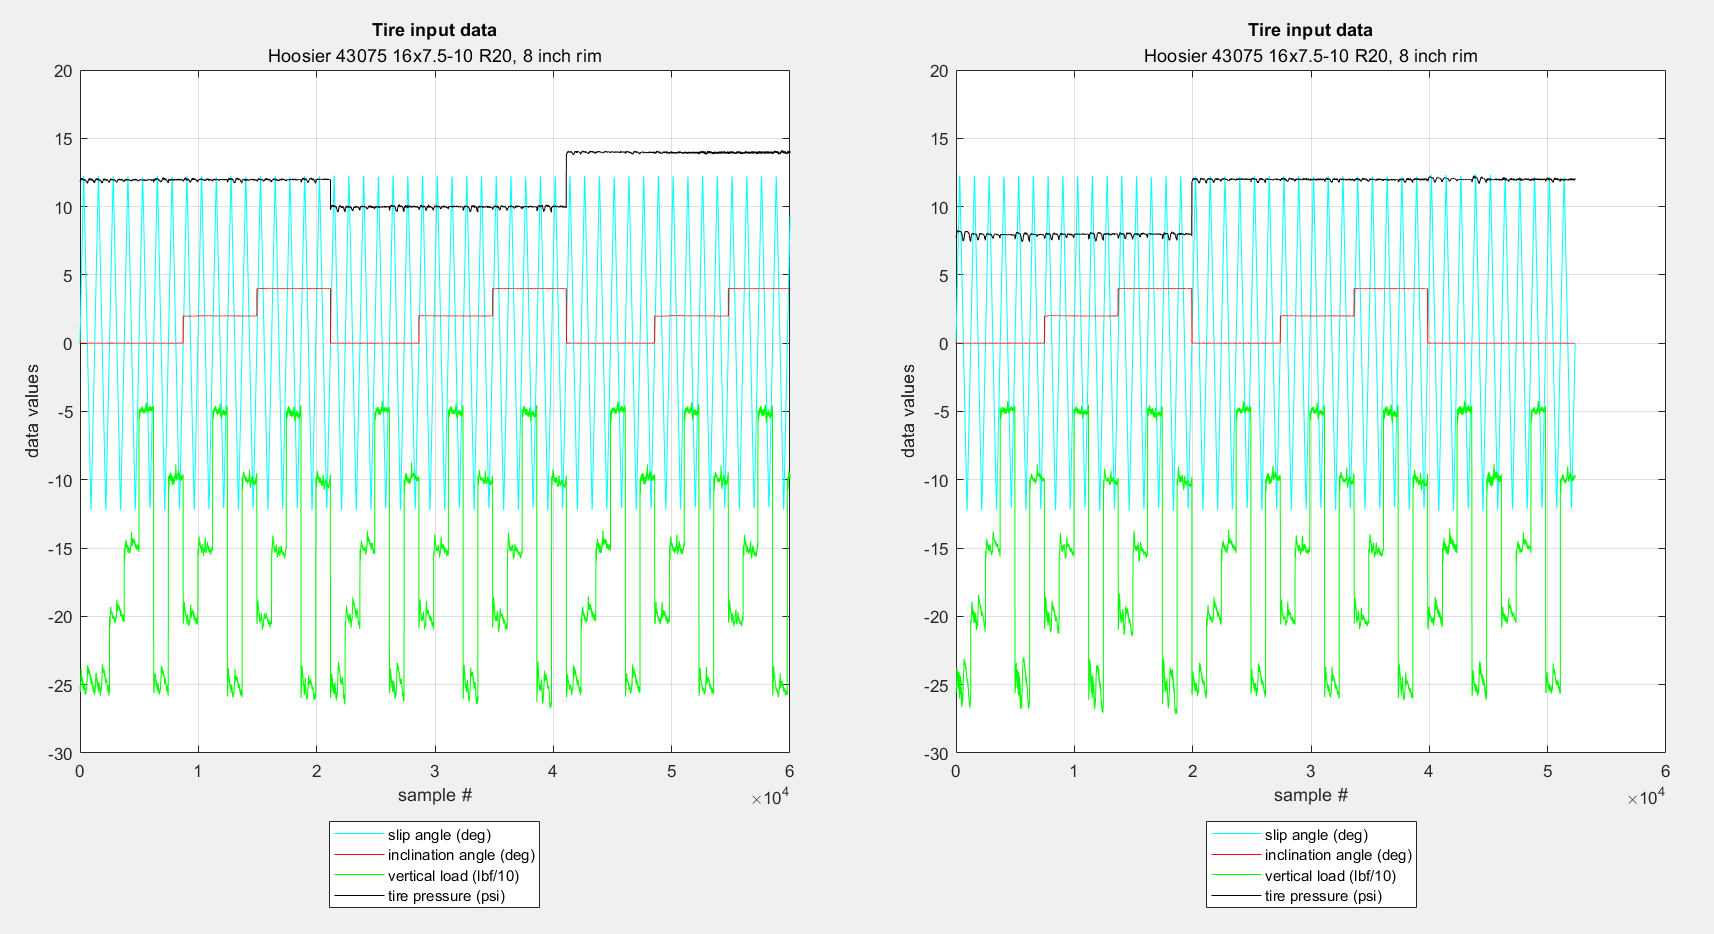 Tire input data
Hoosier 43075 16x7.5-10 R20, 8 inch rim
20
15
10
5
0
-5
-10
-15
-20
-25
-30
data values
0 1 2 3 4 5 6
×10^4
sample #
slip angle (deg)
inclination angle (deg)
vertical load (lbf/10)
tire pressure (psi)
Tire input data
Hoosier 43075 16x7.5-10 R20, 8 inch rim
20
15
10
5
0
-5
-10
-15
-20
-25
-30
data values
0 1 2 3 4 5 6
×10^4
sample #
slip angle (deg)
inclination angle (deg)
vertical load (lbf/10)
tire pressure (psi)